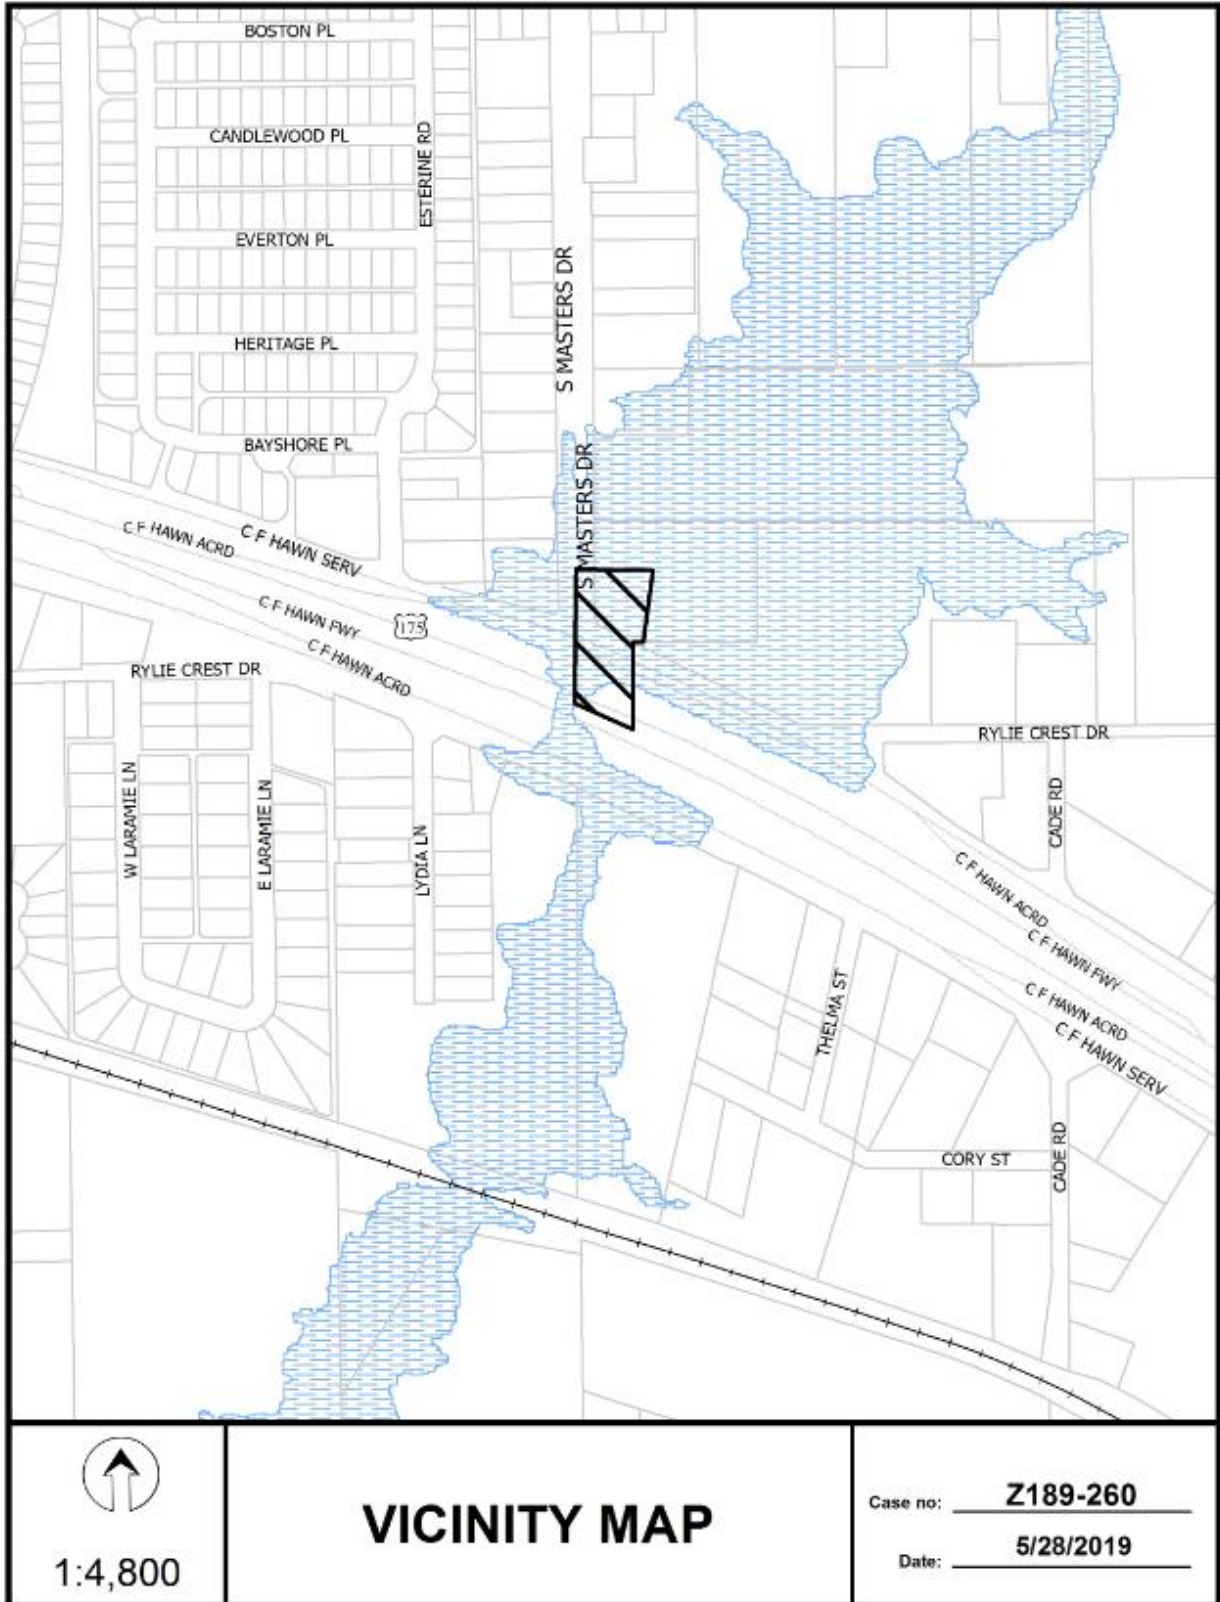 BOSTON PL
CANDLEWOOD PL
ESTERINE RD
EVERTON PL
S MASTERS DR
HERITAGE PL
BAYSHORE PL
S MASTERS DR
C F HAWN ACRD
C F HAWN SERV
C F HAWN FWY
175
C F HAWN ACRD
RYLIE CREST DR
RYLIE CREST DR
W LARAMIE LN
E LARAMIE LN
LYDIA LN
CADE RD
C F HAWN ACRD
C F HAWN FWY
C F HAWN ACRD
C F HAWN SERV
THELMA ST
CORY ST
CADE RD
1:4,800
VICINITY MAP
Case no: Z189-260
Date: 5/28/2019